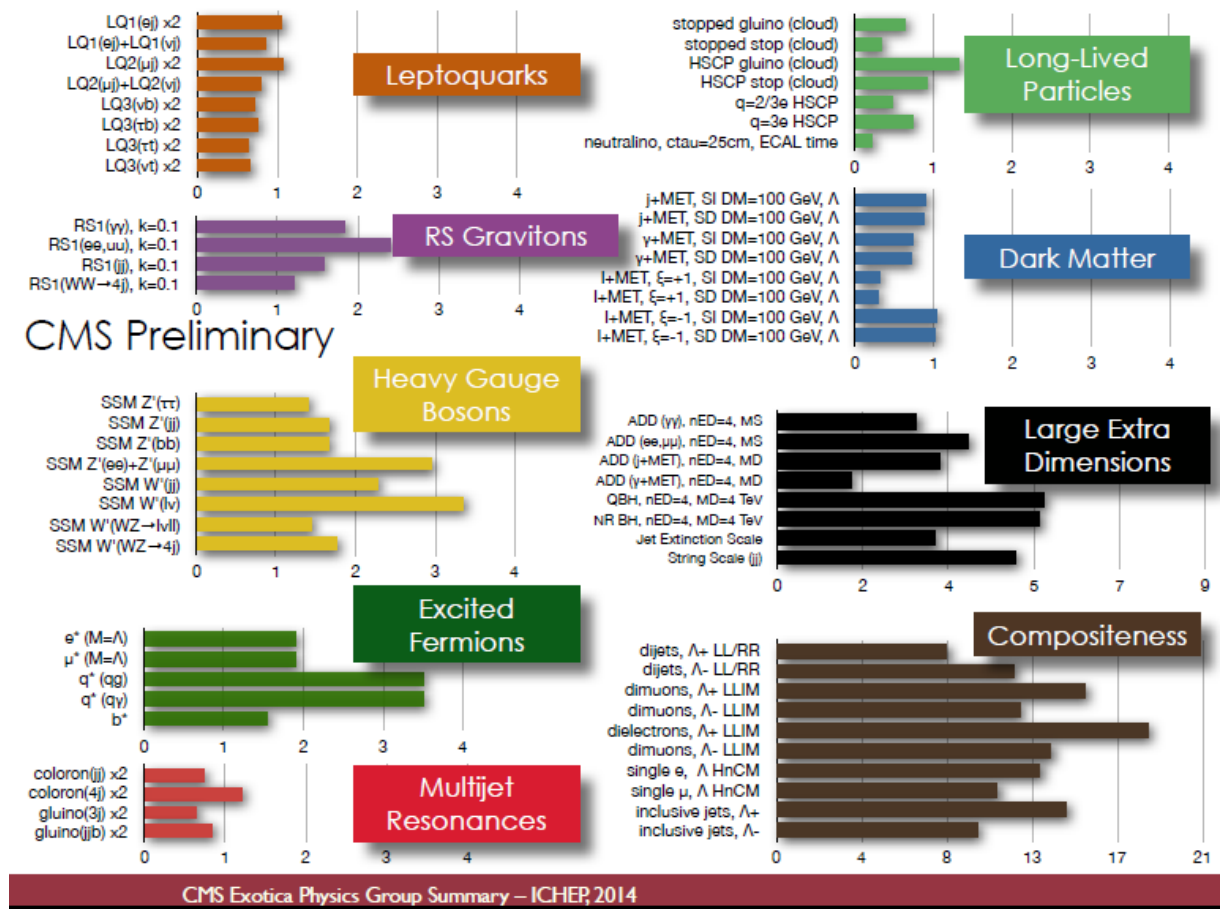 LQ1(ej) x2
LQ1(ej)+LQ1(νj)
LQ2(μj) x2
LQ2(μj)+LQ2(νj)
LQ3(νb) x2
LQ3(τb) x2
LQ3(τt) x2
LQ3(νt) x2
0 1 2 3 4
Leptoquarks
RS1(γγ), k=0.1
RS1(ee,uu), k=0.1
RS1(jj), k=0.1
RS1(WW→4j), k=0.1
0 1 2 3 4
RS Gravitons
CMS Preliminary
Heavy Gauge
Bosons
SSM Z'(ττ)
SSM Z'(jj)
SSM Z'(bb)
SSM Z'(ee)+Z'(μμ)
SSM W'(jj)
SSM W'(lv)
SSM W'(WZ→lvll)
SSM W'(WZ→4j)
0 1 2 3 4
Excited
Fermions
e* (M=Λ)
μ* (M=Λ)
q* (qg)
q* (qγ)
b*
0 1 2 3 4
coloron(jj) x2
coloron(4j) x2
gluino(3j) x2
gluino(jjb) x2
0 1 2 3 4
Multijet
Resonances
stopped gluino (cloud)
stopped stop (cloud)
HSCP gluino (cloud)
HSCP stop (cloud)
q=2/3e HSCP
q=3e HSCP
neutralino, ctau=25cm, ECAL time
0 1 2 3 4
Long-Lived
Particles
j+MET, SI DM=100 GeV, Λ
j+MET, SD DM=100 GeV, Λ
γ+MET, SI DM=100 GeV, Λ
γ+MET, SD DM=100 GeV, Λ
l+MET, ξ=+1, SI DM=100 GeV, Λ
l+MET, ξ=+1, SD DM=100 GeV, Λ
l+MET, ξ=-1, SI DM=100 GeV, Λ
l+MET, ξ=-1, SD DM=100 GeV, Λ
0 1 2 3 4
Dark Matter
ADD (γγ), nED=4, MS
ADD (ee,μμ), nED=4, MS
ADD (j+MET), nED=4, MD
ADD (γ+MET), nED=4, MD
QBH, nED=4, MD=4 TeV
NR BH, nED=4, MD=4 TeV
Jet Extinction Scale
String Scale (jj)
0 2 4 5 7 9
Large Extra
Dimensions
Compositeness
dijets, Λ+ LL/RR
dijets, Λ- LL/RR
dimuons, Λ+ LLIM
dimuons, Λ- LLIM
dielectrons, Λ+ LLIM
dimuons, Λ- LLIM
single e, Λ HnCM
single μ, Λ HnCM
inclusive jets, Λ+
inclusive jets, Λ-
0 4 8 13 17 21
CMS Exotica Physics Group Summary – ICHEP, 2014